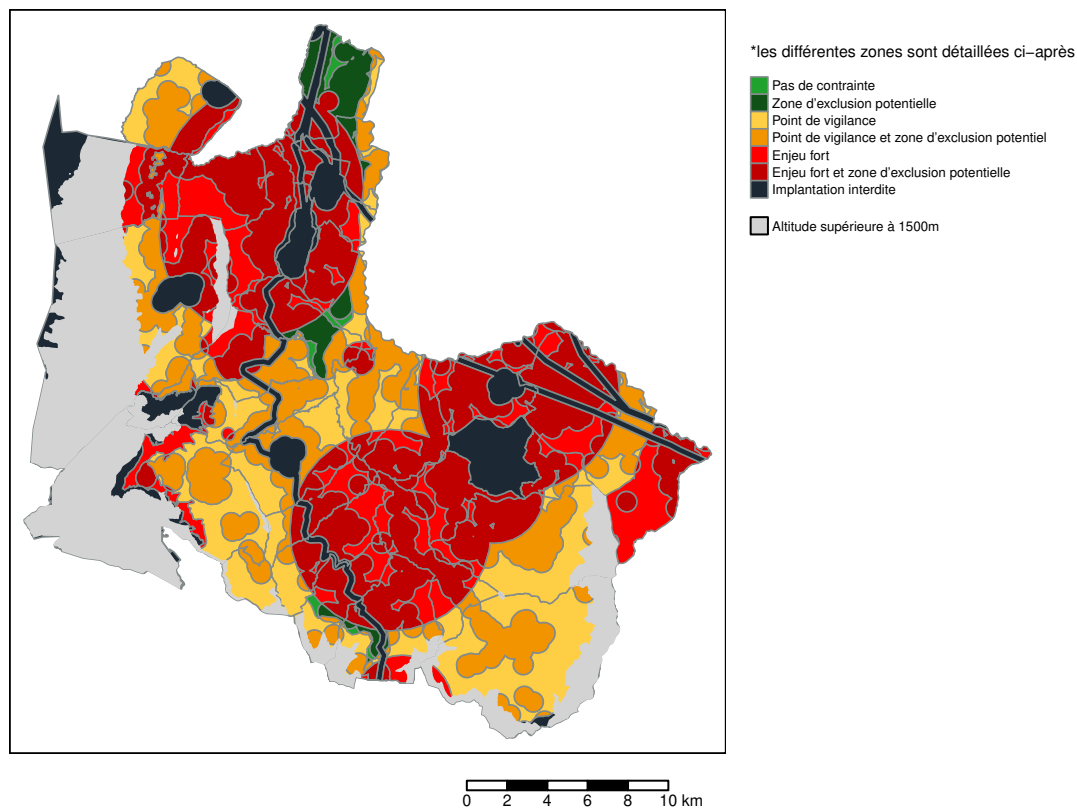 *les différentes zones sont détaillées ci−après
Pas de contrainte
Zone d'exclusion potentielle
Point de vigilance
Point de vigilance et zone d'exclusion potentiel
Enjeu fort
Enjeu fort et zone d'exclusion potentielle
Implantation interdite
Altitude supérieure à 1500m
0 2 4 6 8 10 km